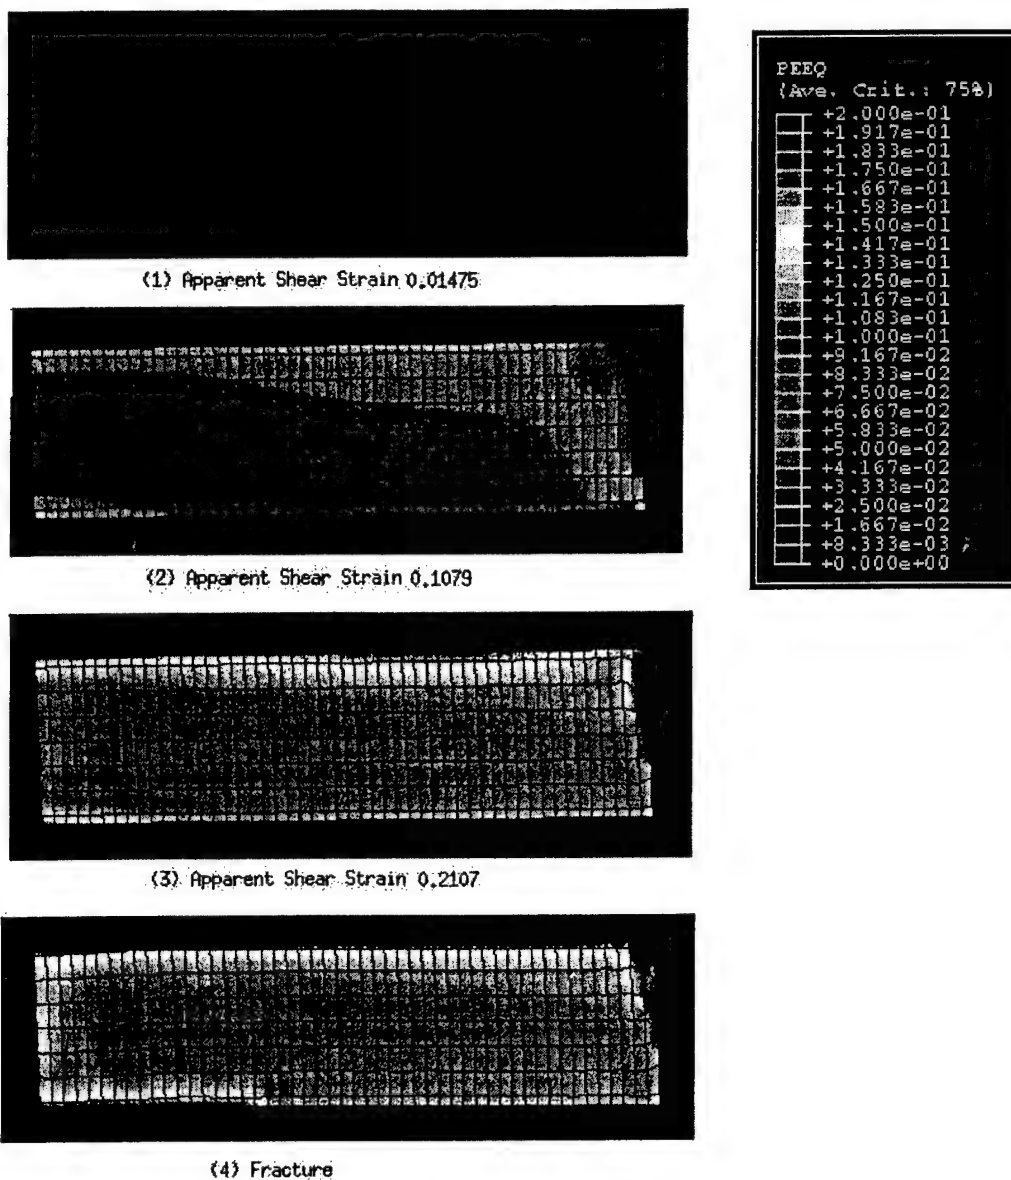 PEEQ
(Ave. Crit.: 75%)
+2.000e-01
+1.917e-01
+1.833e-01
+1.750e-01
+1.667e-01
+1.583e-01
+1.500e-01
+1.417e-01
+1.333e-01
+1.250e-01
+1.167e-01
+1.083e-01
+1.000e-01
+9.167e-02
+8.333e-02
+7.500e-02
+6.667e-02
+5.833e-02
+5.000e-02
+4.167e-02
+3.333e-02
+2.500e-02
+1.667e-02
+8.333e-03
+0.000e+00
(1) Apparent Shear Strain 0.01475
(2) Apparent Shear Strain 0.1079
(3) Apparent Shear Strain 0.2107
(4) Fracture